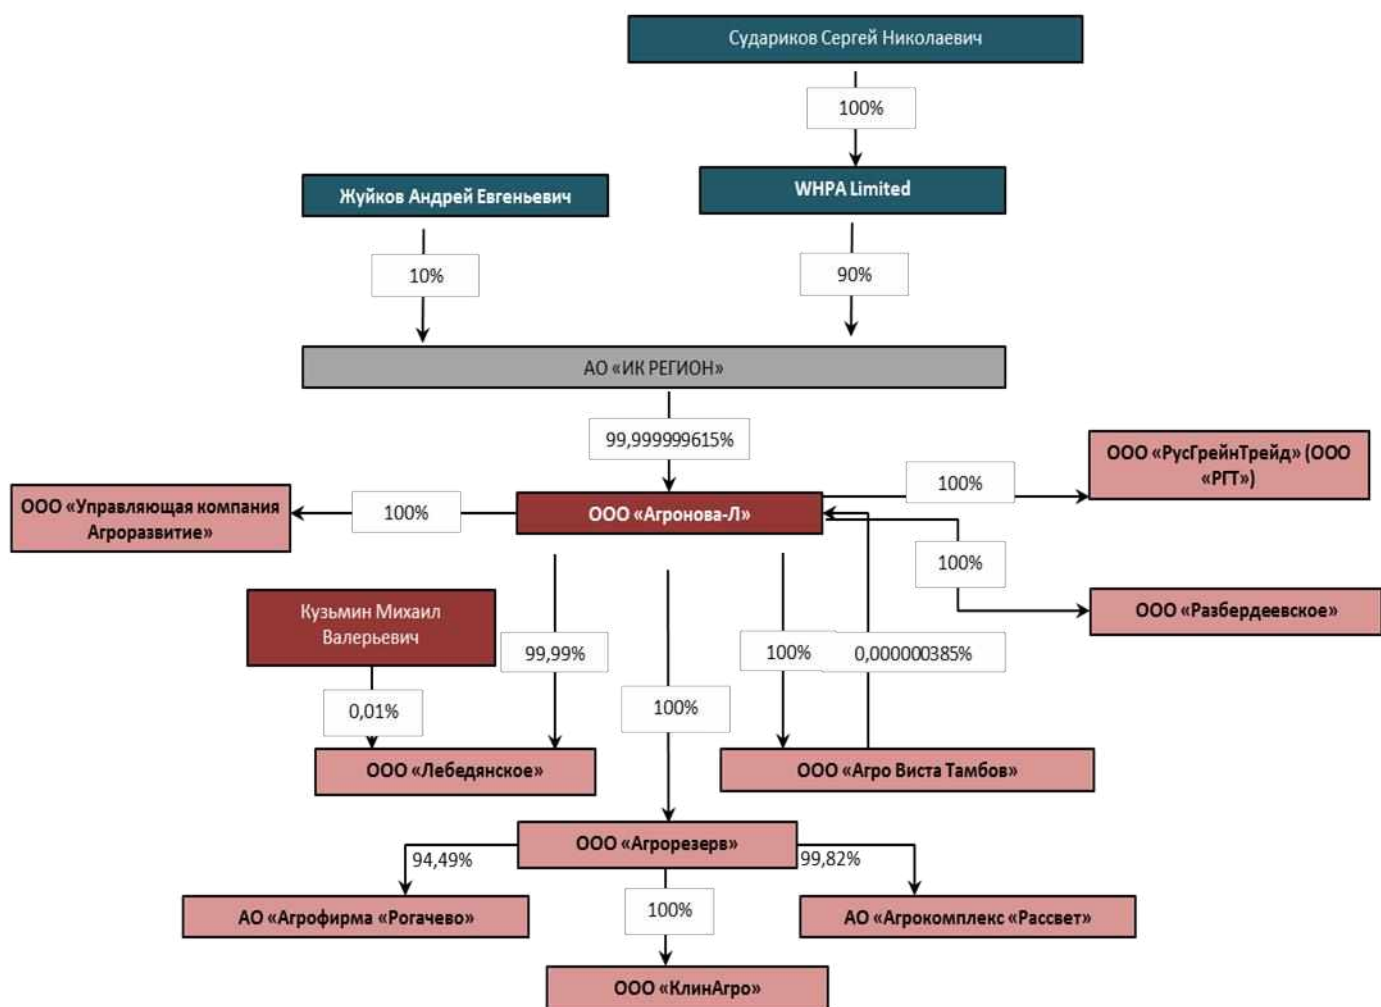 Судариков Сергей Николаевич
100%
Жуйков Андрей Евгеньевич
WHPA Limited
10%
90%
АО «ИК РЕГИОН»
99,999999615%
ООО «РусГрейнТрейд» (ООО
«РГТ»)
100%
ООО «Управляющая компания
Агроразвитие»
100%
ООО «Агронова-Л»
100%
Кузьмин Михаил
Валерьевич
ООО «Разбердеевское»
99,99%
100%
0,000000385%
0,01%
100%
ООО «Лебедянское»
ООО «Агро Виста Тамбов»
ООО «Агрорезерв»
94,49%
99,82%
АО «Агрофирма «Рогачево»
100%
АО «Агрокомплекс «Рассвет»
ООО «КлинАгро»